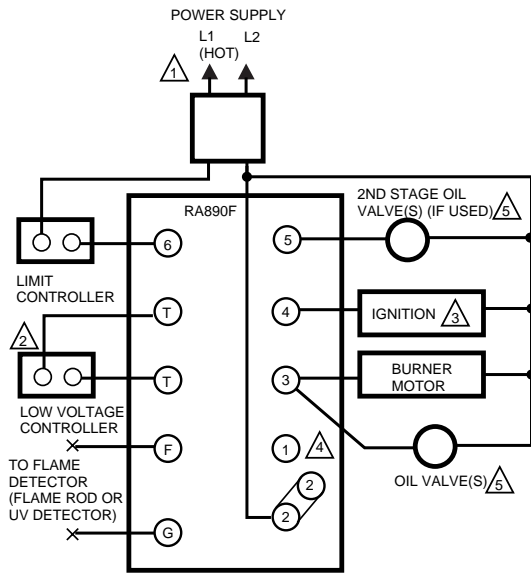 POWER SUPPLY
L1
(HOT)
L2
1
RA890F
2ND STAGE OIL
VALVE(S) (IF USED) 5
6
5
LIMIT
CONTROLLER
T
4
IGNITION 3
2
T
3
BURNER
MOTOR
LOW VOLTAGE
CONTROLLER
F
1
4
TO FLAME
DETECTOR
(FLAME ROD OR
UV DETECTOR)
2
2
OIL VALVE(S) 5
G